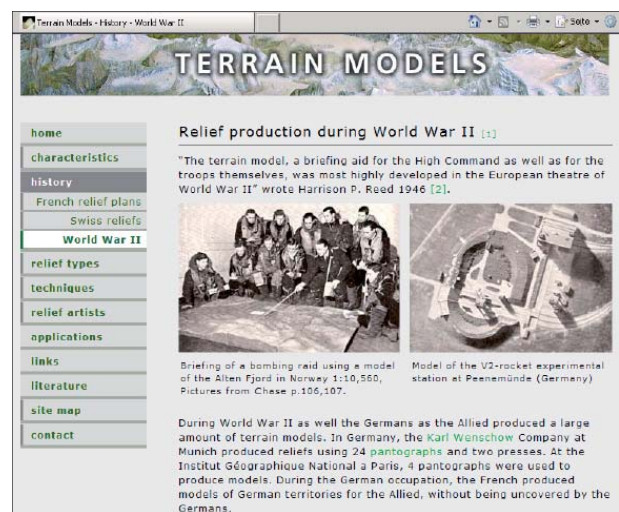 Terrain Models - History - World War II
Seite
TERRAIN MODELS
home
characteristics
history
French relief plans
Swiss reliefs
World War II
relief types
techniques
relief artists
applications
links
literature
site map
contact
Relief production during World War II [1]
"The terrain model, a briefing aid for the High Command as well as for the
troops themselves, was most highly developed in the European theatre of
World War II" wrote Harrison P. Reed 1946 [2].
Briefing of a bombing raid using a model
of the Alten Fjord in Norway 1:10,560,
Pictures from Chase p.106,107.
Model of the V2-rocket experimental
station at Peenemünde (Germany)
During World War II as well the Germans as the Allied produced a large
amount of terrain models. In Germany, the Karl Wenschow Company at
Munich produced reliefs using 24 pantographs and two presses. At the
Institut Géographique National a Paris, 4 pantographs were used to
produce models. During the German occupation, the French produced
models of German territories for the Allied, without being uncovered by the
Germans.